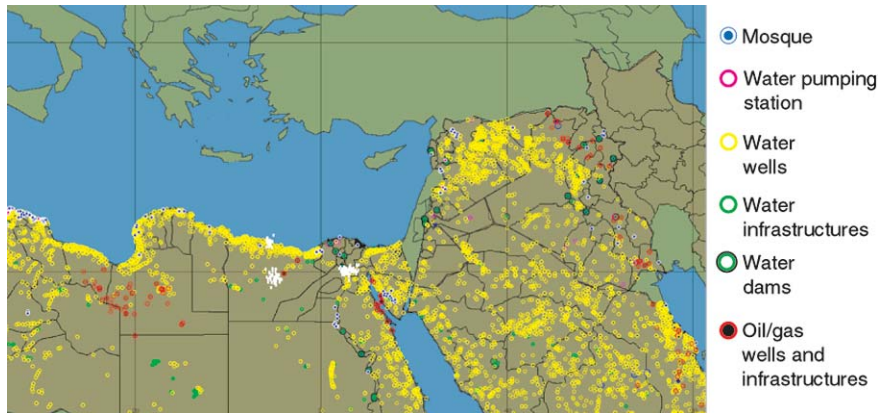 Mosque
Water pumping
station
Water
wells
Water
infrastructures
Water
dams
Oil/gas
wells and
infrastructures